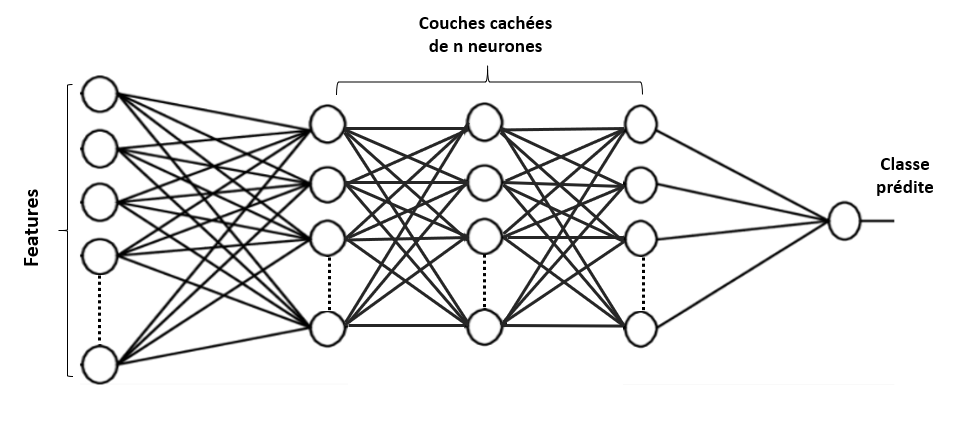 Couches cachées
de n neurones
Features
Classe
prédite